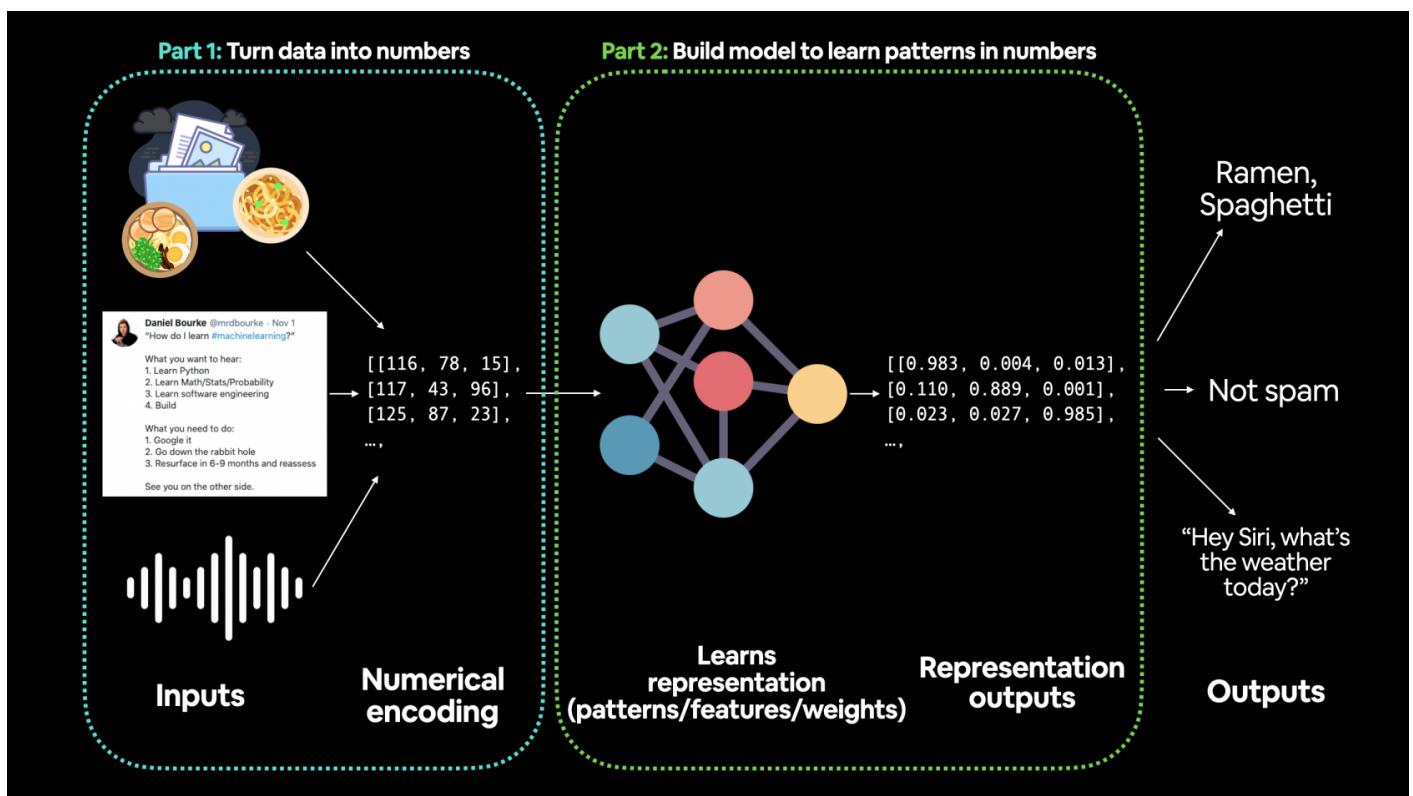 Part 1: Turn data into numbers
Part 2: Build model to learn patterns in numbers
Daniel Bourke @mrdbourke · Nov 1
“How do I learn #machinelearning?”
What you want to hear:
1. Learn Python
2. Learn Math/Stats/Probability
3. Learn software engineering
4. Build
What you need to do:
1. Google it
2. Go down the rabbit hole
3. Resurface in 6-9 months and reassess
See you on the other side.
[[116, 78, 15],
[117, 43, 96],
[125, 87, 23],
…,
[[0.983, 0.004, 0.013],
[0.110, 0.889, 0.001],
[0.023, 0.027, 0.985],
…,
Ramen,
Spaghetti
Not spam
“Hey Siri, what’s
the weather
today?”
Inputs
Numerical
encoding
Learns
representation
(patterns/features/weights)
Representation
outputs
Outputs